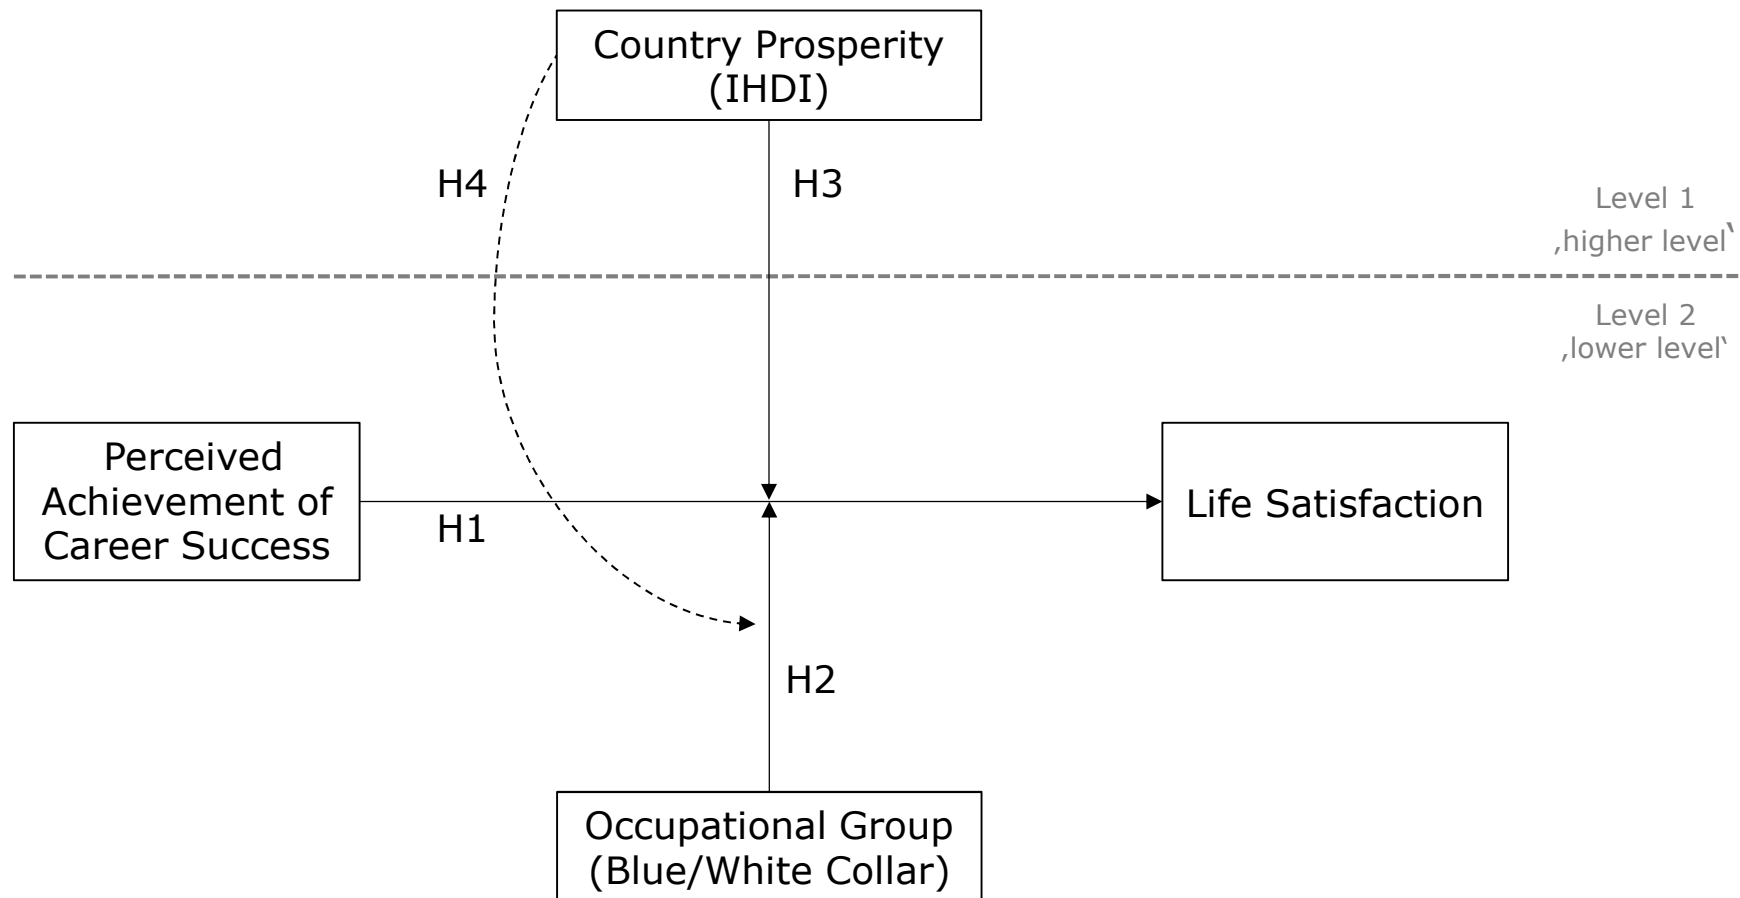 Country Prosperity
(IHDI)
H4
H3
Level 1
‚higher level‘
Level 2
‚lower level‘
Perceived
Achievement of
Career Success
H1
Life Satisfaction
H2
Occupational Group
(Blue/White Collar)